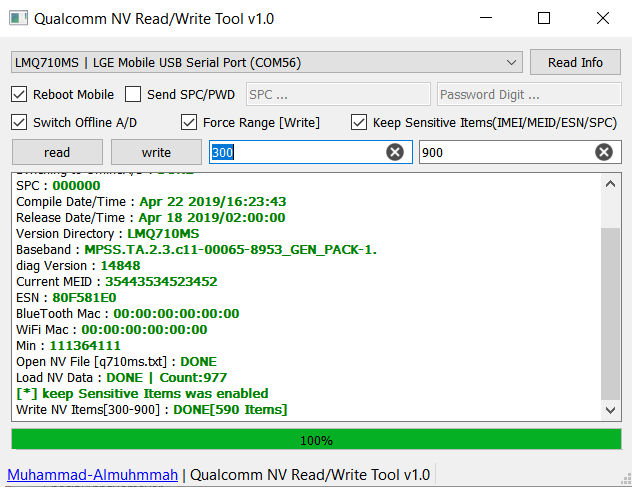 Qualcomm NV Read/Write Tool v1.0
LMQ710MS | LGE Mobile USB Serial Port (COM56)
Read Info
Reboot Mobile
Send SPC/PWD
SPC ...
Password Digit ...
Switch Offline A/D
Force Range [Write]
Keep Sensitive Items(IMEI/MEID/ESN/SPC)
read
write
300
900
SPC : 000000
Compile Date/Time : Apr 22 2019/16:23:43
Release Date/Time : Apr 18 2019/02:00:00
Version Directory : LMQ710MS
Baseband : MPSS.TA.2.3.c11-00065-8953_GEN_PACK-1.
diag Version : 14848
Current MEID : 35443534523452
ESN : 80F581E0
BlueTooth Mac : 00:00:00:00:00:00
WiFi Mac : 00:00:00:00:00:00
Min : 111364111
Open NV File [q710ms.txt] : DONE
Load NV Data : DONE | Count:977
[*] keep Sensitive Items was enabled
Write NV Items[300-900] : DONE[590 Items]
100%
Muhammad-Almuhmmah | Qualcomm NV Read/Write Tool v1.0